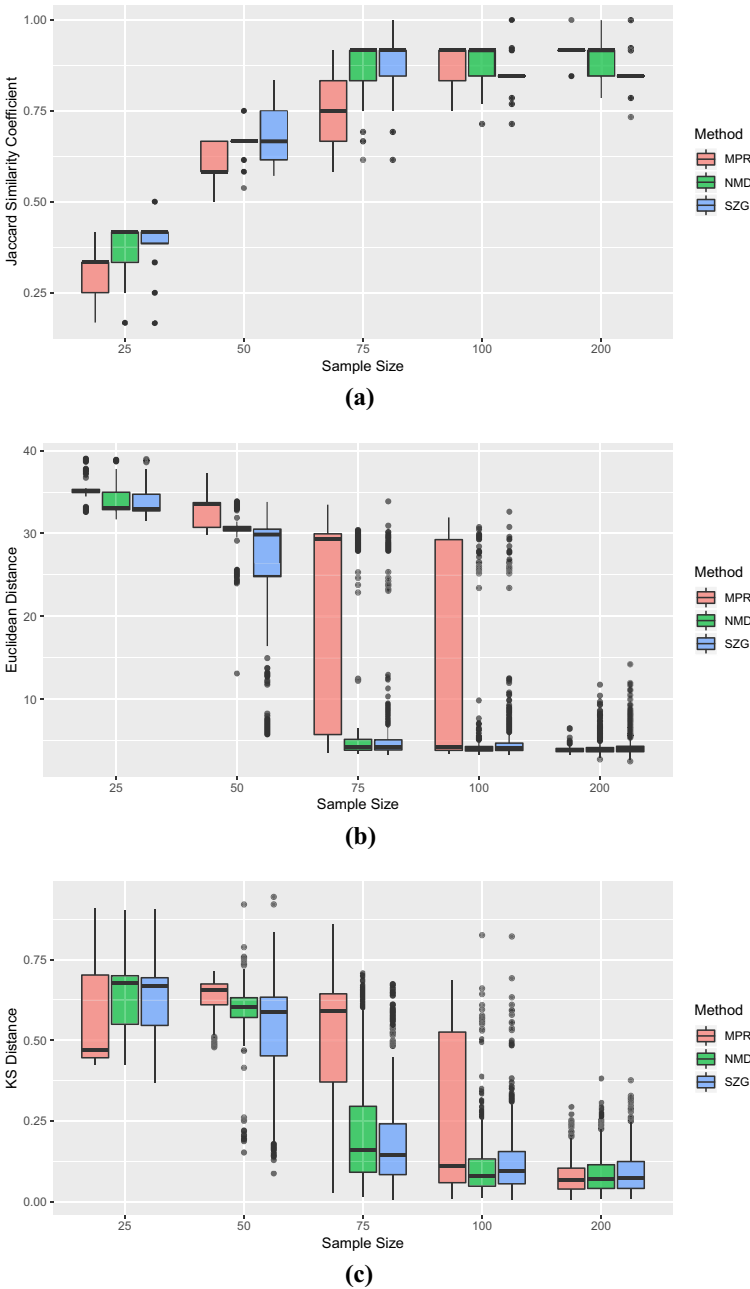 1.00
0.75
0.50
0.25
Jaccard Similarity Coefficient
25 50 75 100 200
Sample Size
Method
MPR
NMD
SZG
(a)
40
30
20
10
Euclidean Distance
25 50 75 100 200
Sample Size
Method
MPR
NMD
SZG
(b)
0.75
0.50
0.25
0.00
KS Distance
25 50 75 100 200
Sample Size
Method
MPR
NMD
SZG
(c)